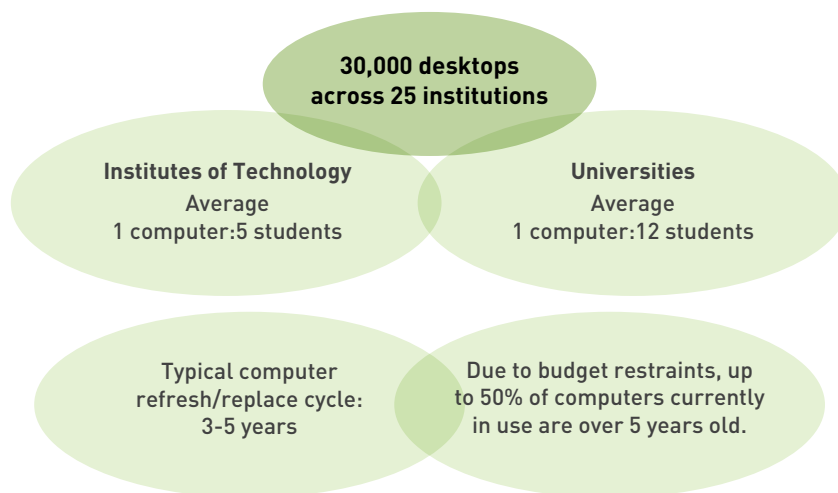 30,000 desktops
across 25 institutions
Institutes of Technology
Average
1 computer:5 students
Universities
Average
1 computer:12 students
Typical computer
refresh/replace cycle:
3-5 years
Due to budget restraints, up
to 50% of computers currently
in use are over 5 years old.